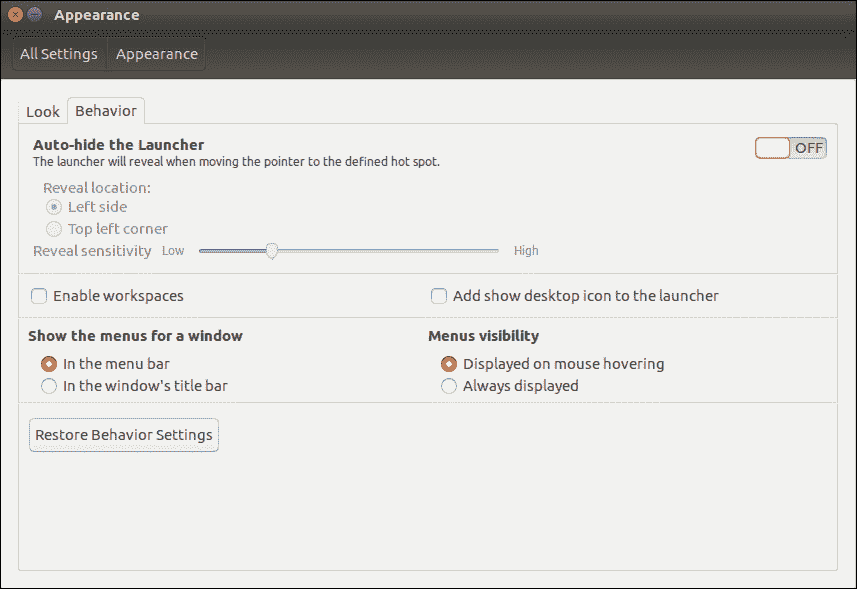 Appearance
All Settings Appearance
Look Behavior
Auto-hide the Launcher OFF
The launcher will reveal when moving the pointer to the defined hot spot.
Reveal location:
Left side
Top left corner
Reveal sensitivity Low High
Enable workspaces Add show desktop icon to the launcher
Show the menus for a window Menus visibility
In the menu bar Displayed on mouse hovering
In the window's title bar Always displayed
Restore Behavior Settings